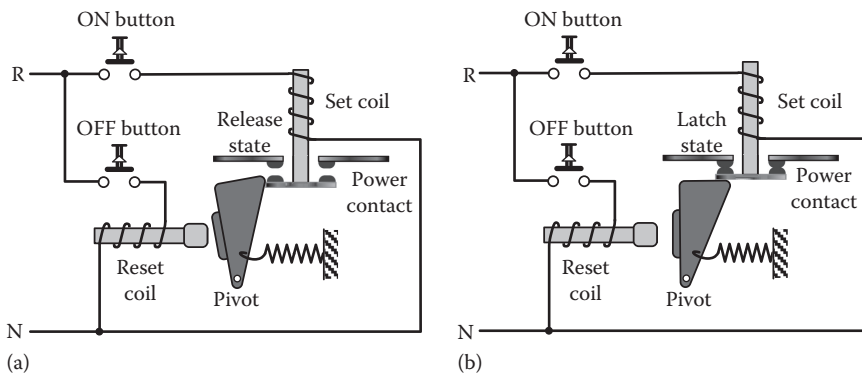 ON button
R
Set coil
OFF button
Release
state
Power
contact
Reset
coil
Pivot
N
(a)
ON button
R
Set coil
OFF button
Latch
state
Power
contact
Reset
coil
Pivot
N
(b)